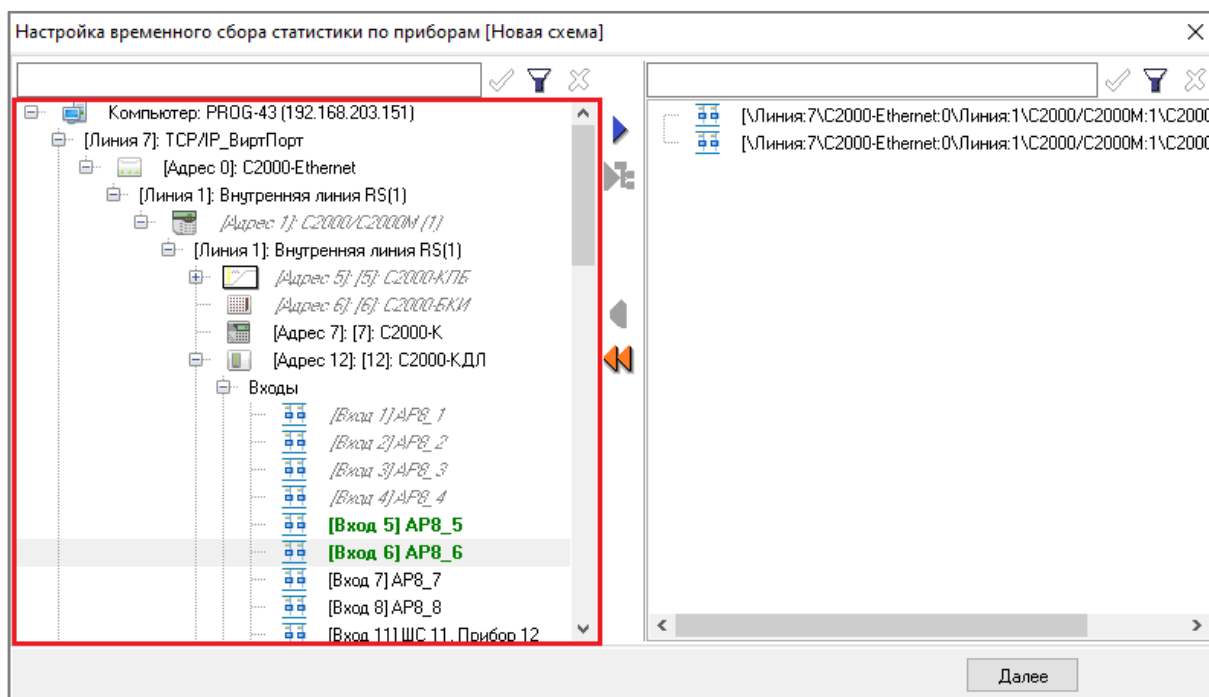 Настройка временного сбора статистики по приборам [Новая схема]
Компьютер: PROG-43 (192.168.203.151)
[Линия 7]: TCP/IP_ВиртПорт
[Адрес 0]: С2000-Ethernet
[Линия 1]: Внутренняя линия RS(1)
[Адрес 1]: С2000/С2000М (1)
[Линия 1]: Внутренняя линия RS(1)
[Адрес 5]: [5]: С2000-КПБ
[Адрес 6]: [6]: С2000-БКИ
[Адрес 7]: [7]: С2000-К
[Адрес 12]: [12]: С2000-КДЛ
Входы
[Вход 1] АР8_1
[Вход 2] АР8_2
[Вход 3] АР8_3
[Вход 4] АР8_4
[Вход 5] АР8_5
[Вход 6] АР8_6
[Вход 7] АР8_7
[Вход 8] АР8_8
[Вход 11] ШС 11, Прибор 12
[\Линия:7\С2000-Ethernet:0\Линия:1\С2000/С2000М:1\С2000
[\Линия:7\С2000-Ethernet:0\Линия:1\С2000/С2000М:1\С2000
Далее